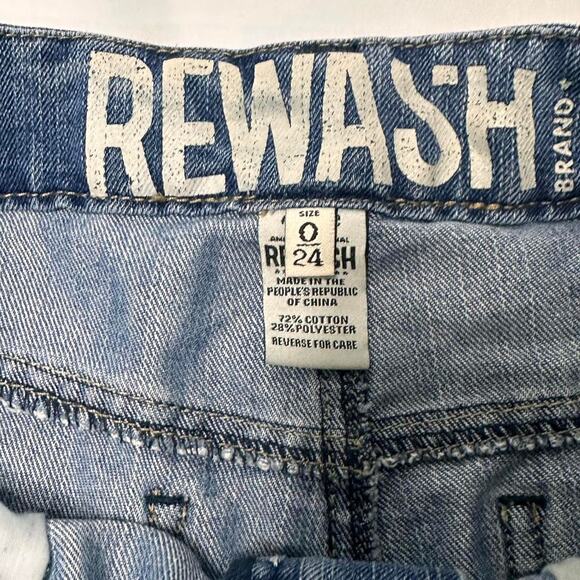 REWASH
BRAND
SIZE
0
24
MADE IN THE
PEOPLE'S REPUBLIC
OF CHINA
72% COTTON
28% POLYESTER
REVERSE FOR CARE